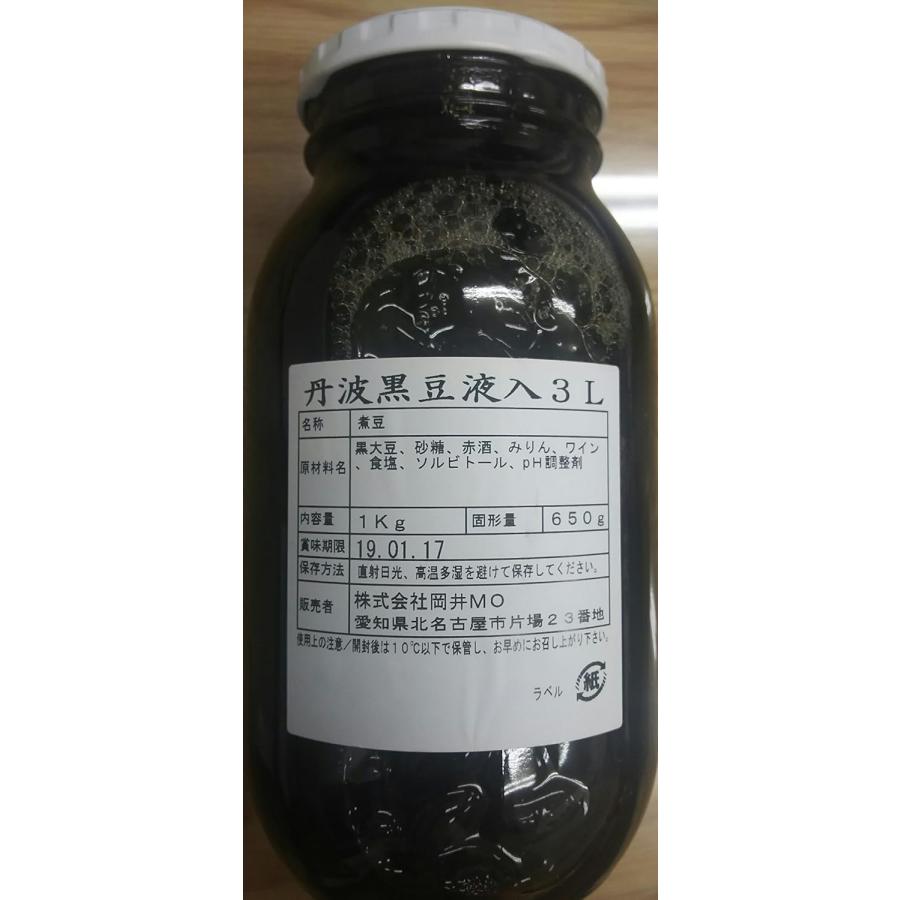 丹波黒豆液入３Ｌ
名称 煮豆
原材料名 黒大豆、砂糖、赤酒、みりん、ワイン
、食塩、ソルビトール、pH調整剤
内容量 １Ｋｇ 固形量 ６５０ｇ
賞味期限 19.01.17
保存方法 直射日光、高温多湿を避けて保存してください。
販売者 株式会社岡井ＭＯ
愛知県北名古屋市片場２３番地
使用上の注意／開封後は１０℃以下で保管し、お早めにお召し上がり下さい。
ラベル 紙